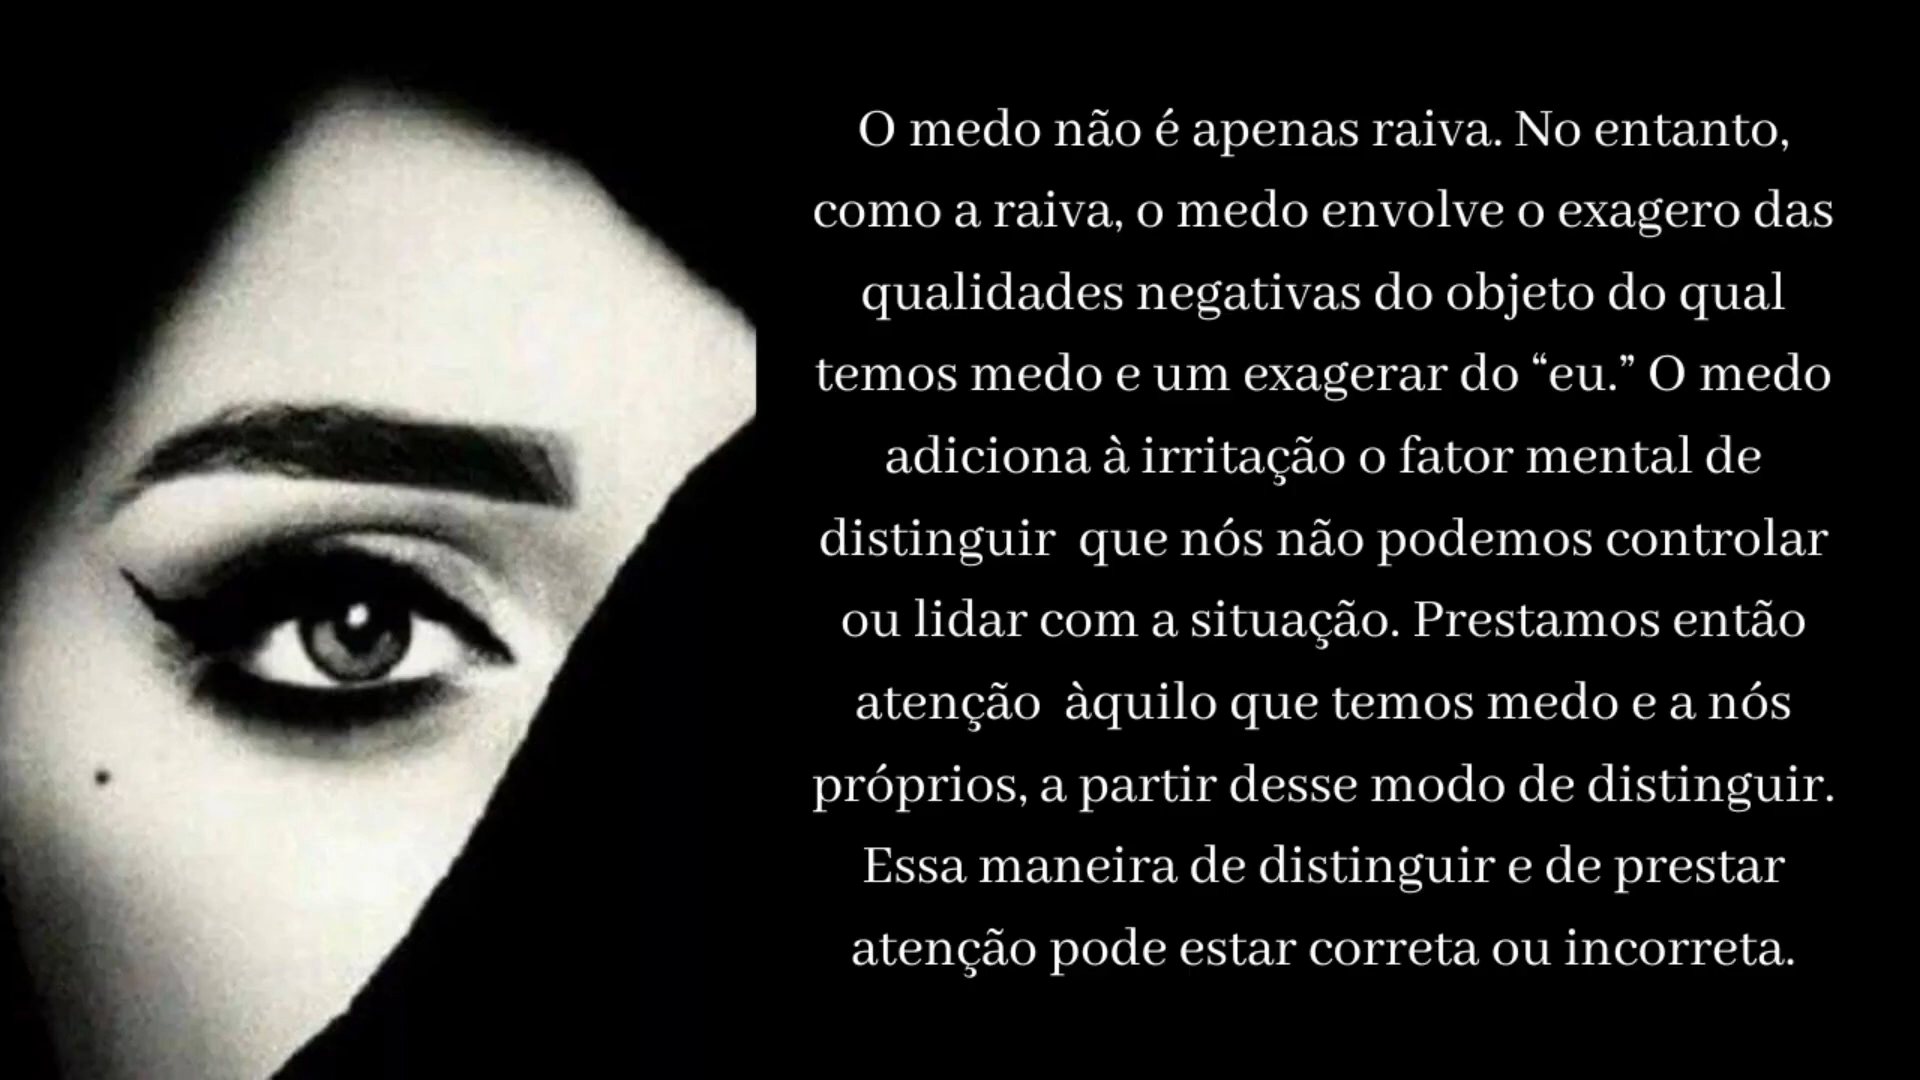 O medo não é apenas raiva. No entanto,
como a raiva, o medo envolve o exagero das
qualidades negativas do objeto do qual
temos medo e um exagerar do “eu.” O medo
adiciona à irritação o fator mental de
distinguir  que nós não podemos controlar
ou lidar com a situação. Prestamos então
atenção  àquilo que temos medo e a nós
próprios, a partir desse modo de distinguir.
Essa maneira de distinguir e de prestar
atenção pode estar correta ou incorreta.